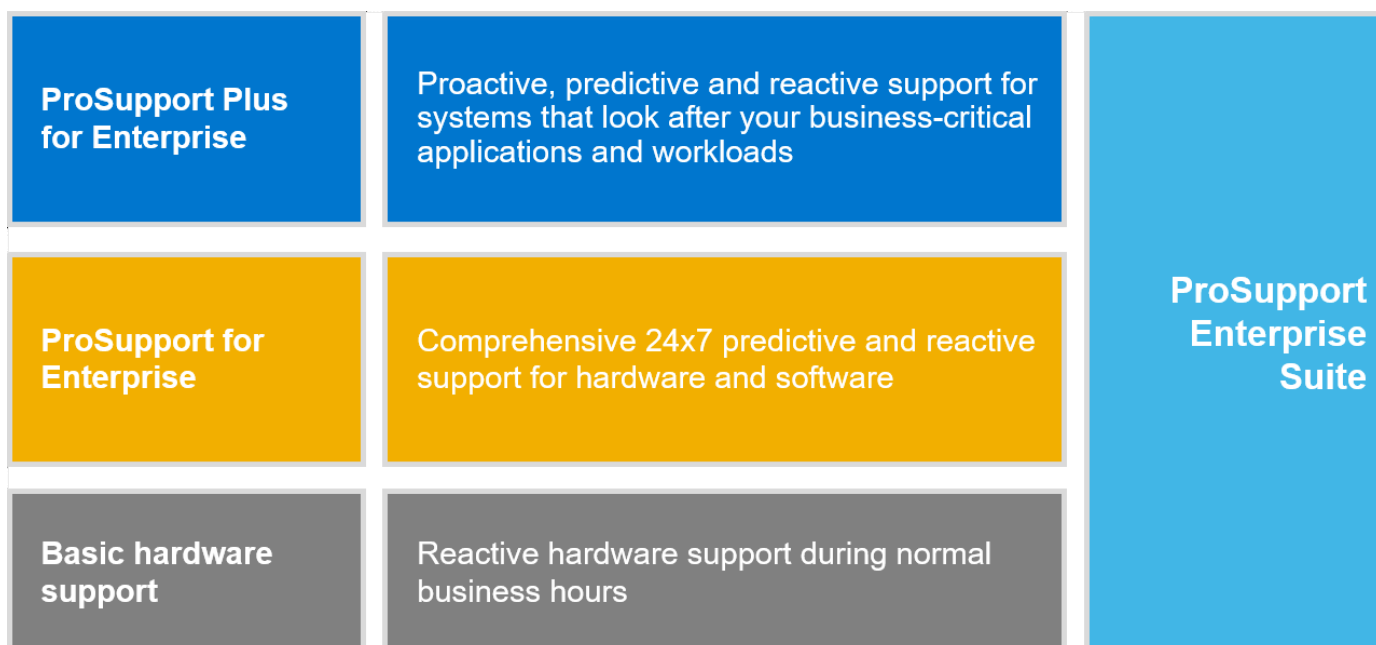 ProSupport Plus
for Enterprise
Proactive, predictive and reactive support for
systems that look after your business-critical
applications and workloads
ProSupport for
Enterprise
Comprehensive 24x7 predictive and reactive
support for hardware and software
Basic hardware
support
Reactive hardware support during normal
business hours
ProSupport
Enterprise
Suite